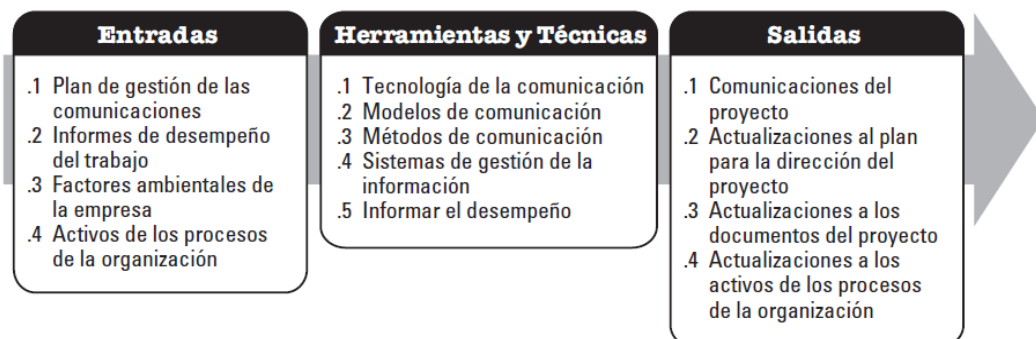 Entradas
.1 Plan de gestión de las
comunicaciones
.2 Informes de desempeño
del trabajo
.3 Factores ambientales de
la empresa
.4 Activos de los procesos
de la organización
Herramientas y Técnicas
.1 Tecnología de la comunicación
.2 Modelos de comunicación
.3 Métodos de comunicación
.4 Sistemas de gestión de la
información
.5 Informar el desempeño
Salidas
.1 Comunicaciones del
proyecto
.2 Actualizaciones al plan
para la dirección del
proyecto
.3 Actualizaciones a los
documentos del proyecto
.4 Actualizaciones a los
activos de los procesos
de la organización